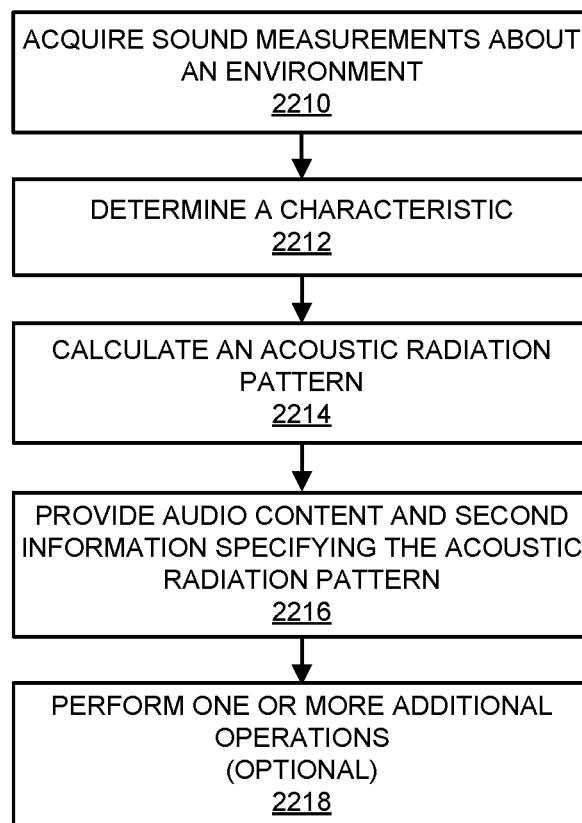 ACQUIRE SOUND MEASUREMENTS ABOUT
AN ENVIRONMENT
2210
DETERMINE A CHARACTERISTIC
2212
CALCULATE AN ACOUSTIC RADIATION
PATTERN
2214
PROVIDE AUDIO CONTENT AND SECOND
INFORMATION SPECIFYING THE ACOUSTIC
RADIATION PATTERN
2216
PERFORM ONE OR MORE ADDITIONAL
OPERATIONS
(OPTIONAL)
2218